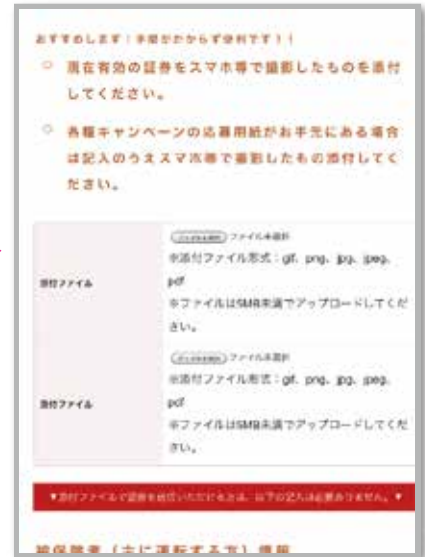 おすすめします！手間がかからず便利です！！
現在有効の証券をスマホ等で撮影したものを添付
してください。
各種キャンペーンの応募用紙がお手元にある場合
は記入のうえスマホ等で撮影したもの添付してく
ださい。
ファイル未選択
※添付ファイル形式：gif、png、jpg、jpeg、
添付ファイル
pdf
※ファイルは5MB未満でアップロードしてくだ
さい。
ファイル未選択
※添付ファイル形式：gif、png、jpg、jpeg、
添付ファイル
pdf
※ファイルは5MB未満でアップロードしてくだ
さい。
▼添付ファイルで証券を送信いただける方は、以下の記入は必要ありません。▼
被保険者（主に運転する方）情報